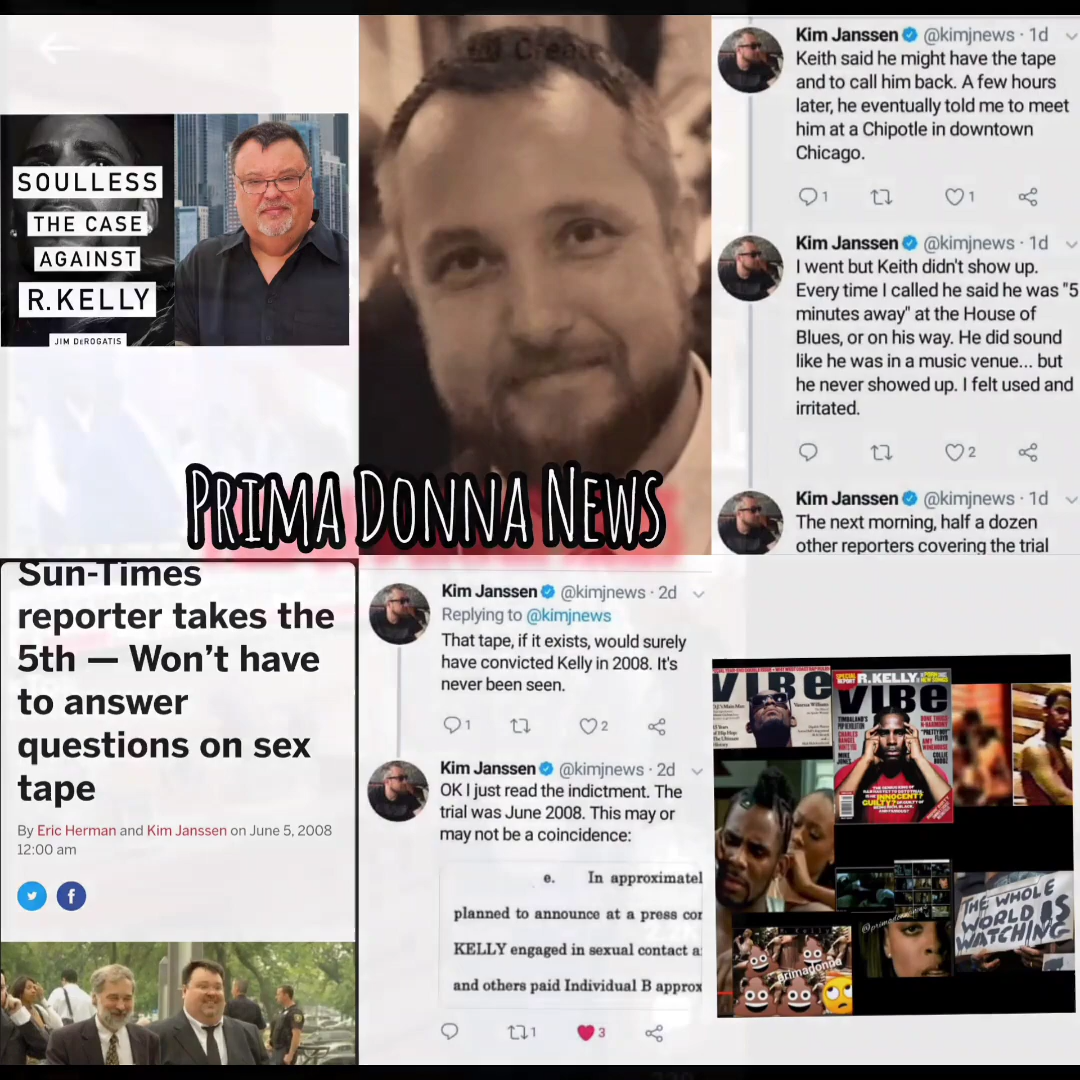 SOULLESS
THE CASE
AGAINST
R.KELLY
JIM DEROGATIS
Kim Janssen @kimjnews · 1d
Keith said he might have the tape
and to call him back. A few hours
later, he eventually told me to meet
him at a Chipotle in downtown
Chicago.
1
1
Kim Janssen @kimjnews · 1d
I went but Keith didn't show up.
Every time I called he said he was "5
minutes away" at the House of
Blues, or on his way. He did sound
like he was in a music venue... but
he never showed up. I felt used and
irritated.
2
Kim Janssen @kimjnews · 1d
The next morning, half a dozen
other reporters covering the trial
PRIMA DONNA NEWS
Sun-Times
reporter takes the
5th — Won't have
to answer
questions on sex
tape
By Eric Herman and Kim Janssen on June 5, 2008
12:00 am
Kim Janssen @kimjnews · 2d
Replying to @kimjnews
That tape, if it exists, would surely
have convicted Kelly in 2008. It's
never been seen.
1
2
Kim Janssen @kimjnews · 2d
OK I just read the indictment. The
trial was June 2008. This may or
may not be a coincidence:
e. In approximatel
planned to announce at a press cor
KELLY engaged in sexual contact a
and others paid Individual B approx
1
3
VIBE
SPECIAL
REPORT
R.KELLY
VIBE
INNOCENT?
GUILTY?
THE WHOLE
WORLD IS
WATCHING
primadonna